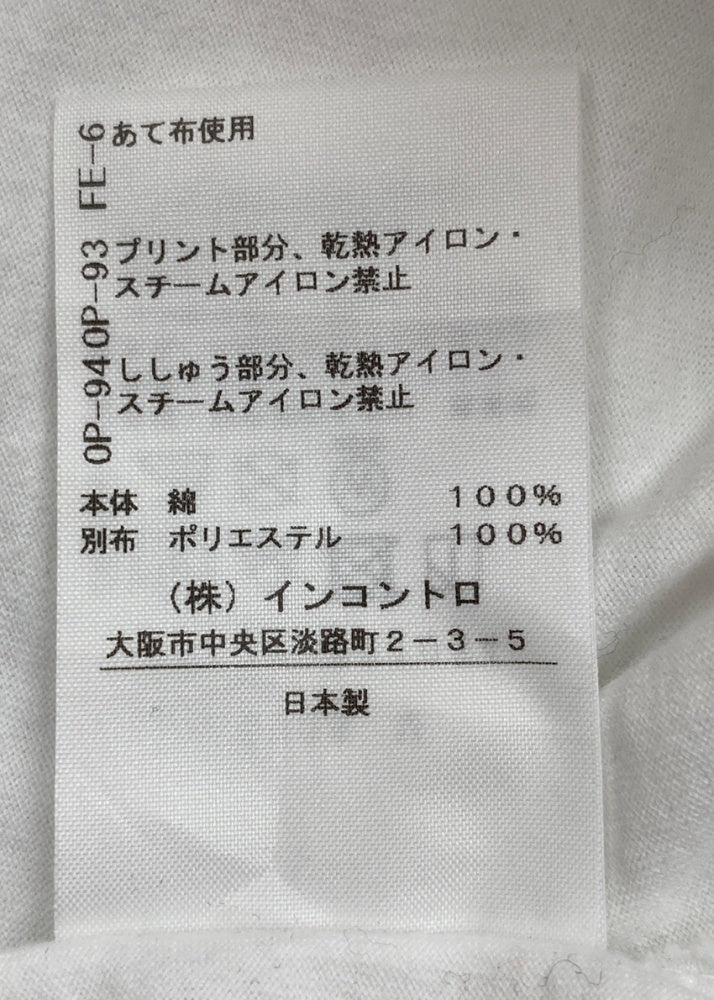 FE-6
あて布使用
OP-93
プリント部分、乾熱アイロン・
スチームアイロン禁止
OP-94
ししゅう部分、乾熱アイロン・
スチームアイロン禁止
本体　綿　１００％
別布　ポリエステル　１００％
（株）インコントロ
大阪市中央区淡路町２－３－５
日本製